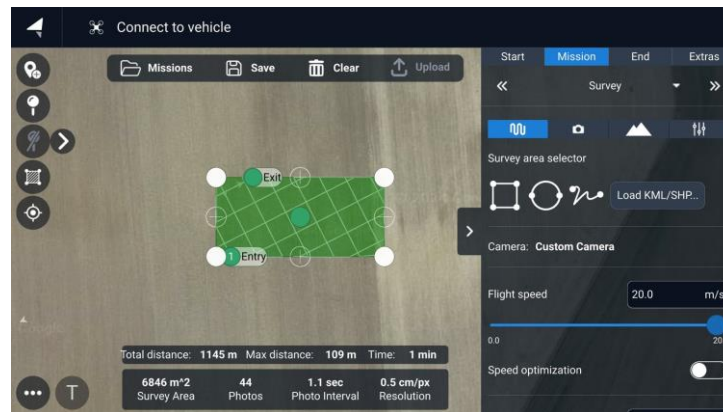 Connect to vehicle
Missions Save Clear Upload
Start Mission End Extras
Survey
Survey area selector
Load KML/SHP...
Camera: Custom Camera
Flight speed 20.0 m/s
0.0 20
Speed optimization
Exit
1 Entry
Google
Total distance: 1145 m Max distance: 109 m Time: 1 min
6846 m^2 44 1.1 sec 0.5 cm/px
Survey Area Photos Photo Interval Resolution
T